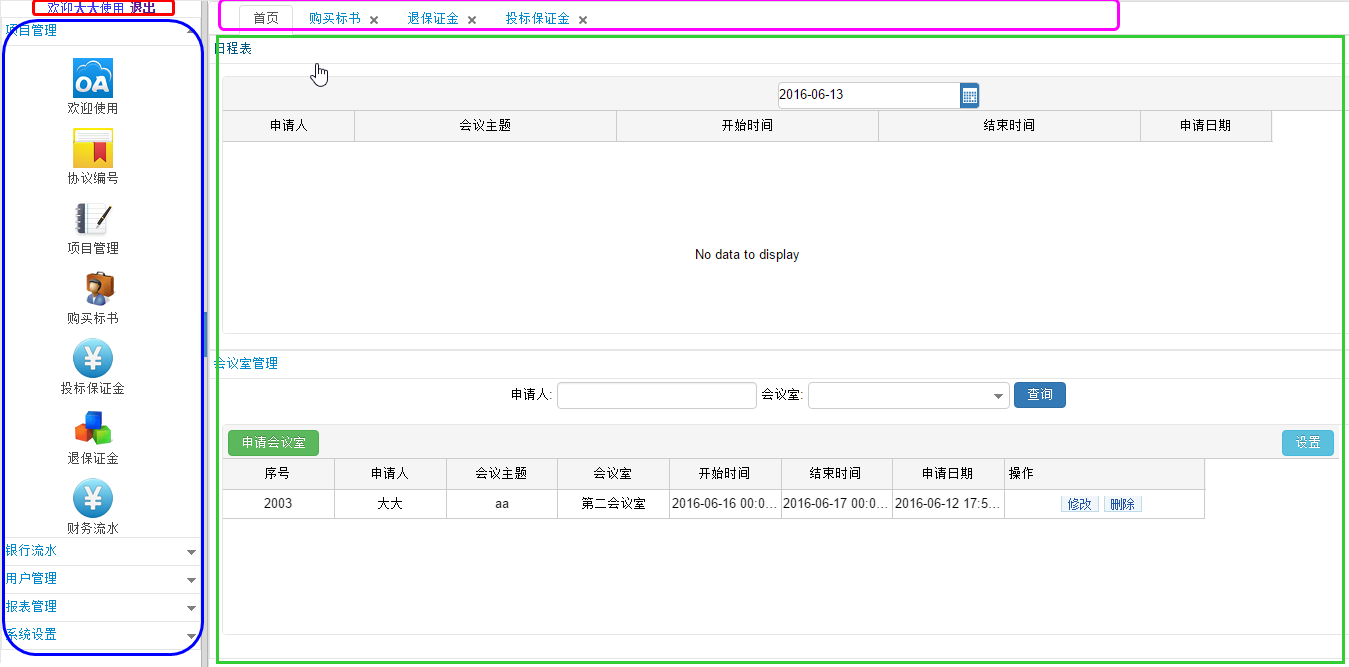 欢迎大大使用 退出
项目管理
欢迎使用
协议编号
项目管理
购买标书
投标保证金
退保证金
财务流水
银行流水
用户管理
报表管理
系统设置
首页 购买标书 退保证金 投标保证金
日程表
2016-06-13
申请人 会议主题 开始时间 结束时间 申请日期
No data to display
会议室管理
申请人: 会议室: 查询
申请会议室 设置
序号 申请人 会议主题 会议室 开始时间 结束时间 申请日期 操作
2003 大大 aa 第二会议室 2016-06-16 00:0... 2016-06-17 00:0... 2016-06-12 17:5... 修改 删除